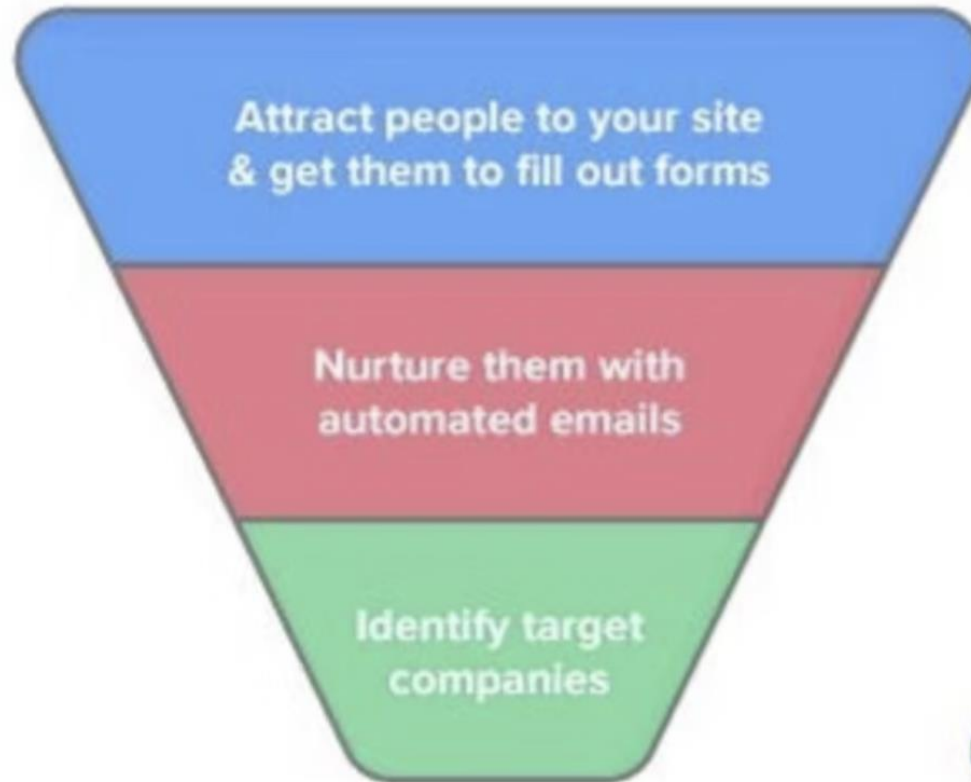 Attract people to your site
& get them to fill out forms
Nurture them with
automated emails
Identify target
companies